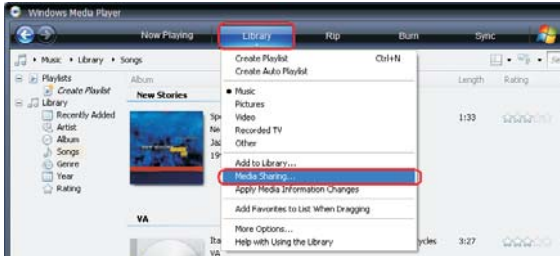 Windows Media Player
Now Playing Library Rip Burn Sync
Music Library Songs
Create Playlist Ctrl+N
Create Auto Playlist
Music
Pictures
Video
Recorded TV
Other
Add to Library...
Media Sharing...
Apply Media Information Changes
Add Favorites to List When Dragging
More Options...
Help with Using the Library
Playlists
Create Playlist
Library
Recently Added
Artist
Album
Songs
Genre
Year
Rating
Album Length Rating
New Stories
1:33
VA
3:27